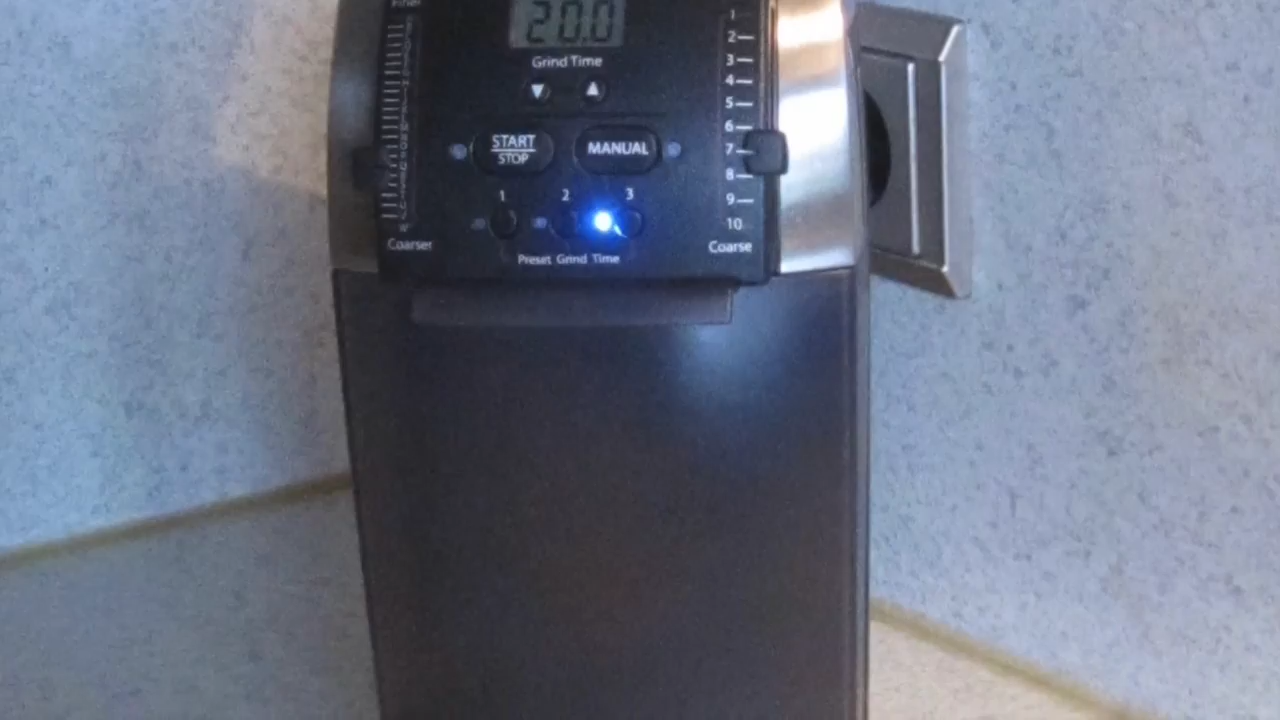 20.0
Grind Time
START
STOP
MANUAL
1 2 3
Preset Grind Time
Coarser
1
2
3
4
5
6
7
8
9
10
Coarse